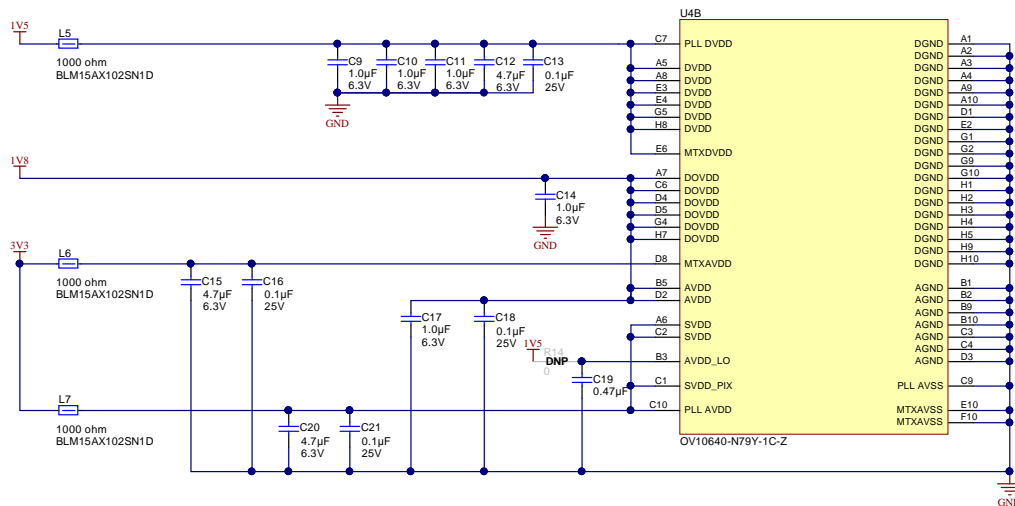 U4B
1V5
L5
1000 ohm
BLM15AX102SN1D
C9
1.0µF
6.3V
C10
1.0µF
6.3V
C11
1.0µF
6.3V
C12
4.7µF
6.3V
C13
0.1µF
25V
GND
1V8
C14
1.0µF
6.3V
GND
3V3
L6
1000 ohm
BLM15AX102SN1D
C15
4.7µF
6.3V
C16
0.1µF
25V
C17
1.0µF
6.3V
C18
0.1µF
25V
1V5
R14
DNP
0
C19
0.47µF
L7
1000 ohm
BLM15AX102SN1D
C20
4.7µF
6.3V
C21
0.1µF
25V
C7 PLL DVDD
A5 DVDD
A8 DVDD
E3 DVDD
E4 DVDD
G5 DVDD
H8 DVDD
E6 MTXDVDD
A7 DOVDD
C6 DOVDD
D4 DOVDD
D5 DOVDD
G4 DOVDD
H7 DOVDD
D8 MTXAVDD
B5 AVDD
D2 AVDD
A6 SVDD
C2 SVDD
B3 AVDD_LO
C1 SVDD_PIX
C10 PLL AVDD
DGND A1
DGND A2
DGND A3
DGND A4
DGND A9
DGND A10
DGND D1
DGND E2
DGND G1
DGND G2
DGND G9
DGND G10
DGND H1
DGND H2
DGND H3
DGND H4
DGND H5
DGND H9
DGND H10
AGND B1
AGND B2
AGND B9
AGND B10
AGND C3
AGND C4
AGND D3
PLL AVSS C9
MTXAVSS E10
MTXAVSS F10
OV10640-N79Y-1C-Z
GND